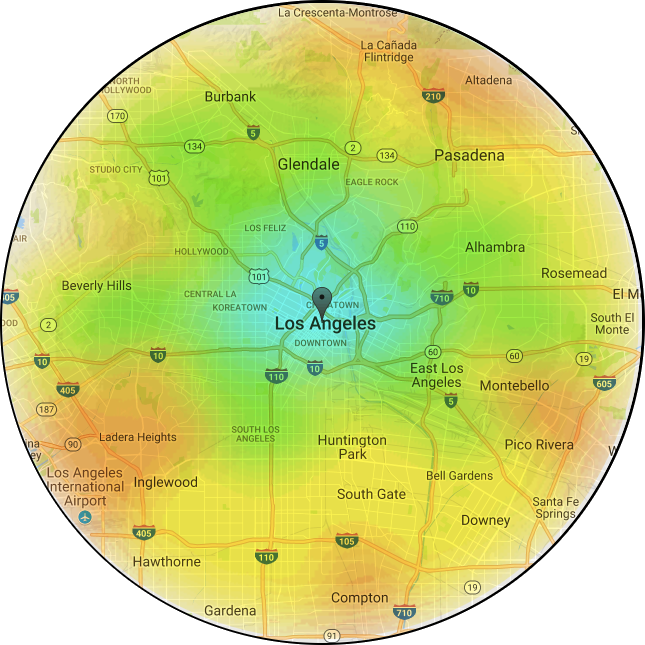 La Crescenta-Montrose
La Cañada
Flintridge
Altadena
NORTH
HOLLYWOOD
Burbank
210
170
5
134
2
134
Glendale
Pasadena
STUDIO CITY
101
EAGLE ROCK
110
LOS FELIZ
5
HOLLYWOOD
Alhambra
101
Rosemead
Beverly Hills
CENTRAL LA
KOREATOWN
710
10
El M
405
CHINATOWN
Los Angeles
South El
Monte
2
DOWNTOWN
10
10
110
10
60
60
19
East Los
Angeles
405
Montebello
605
187
5
SOUTH LOS
ANGELES
Ladera Heights
Huntington
Park
90
Pico Rivera
Los Angeles
International
Airport
Inglewood
Bell Gardens
South Gate
Santa Fe
Springs
Downey
405
105
110
Hawthorne
19
Compton
Gardena
710
91